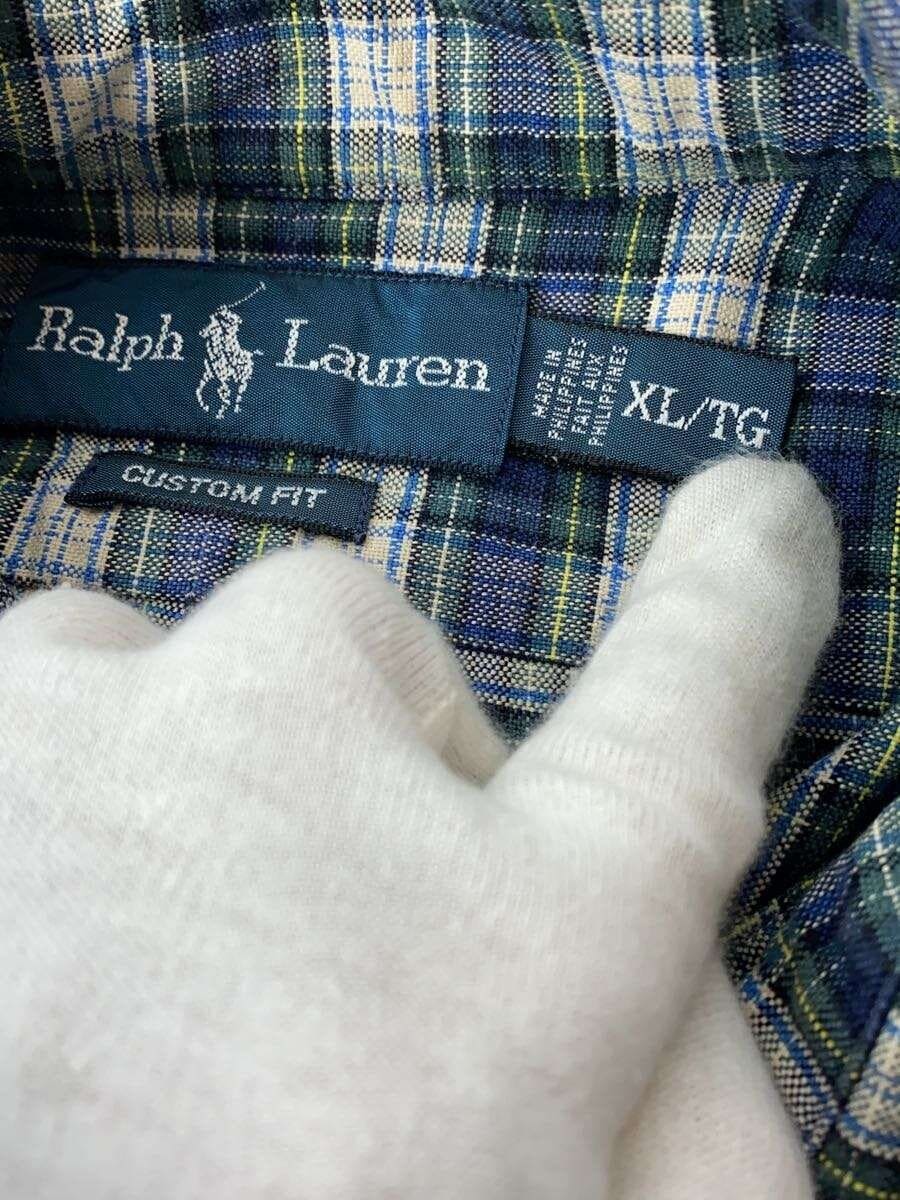 Ralph Lauren
MADE IN
PHILIPPINES
FAIT AUX
PHILIPPINES
XL/TG
CUSTOM FIT